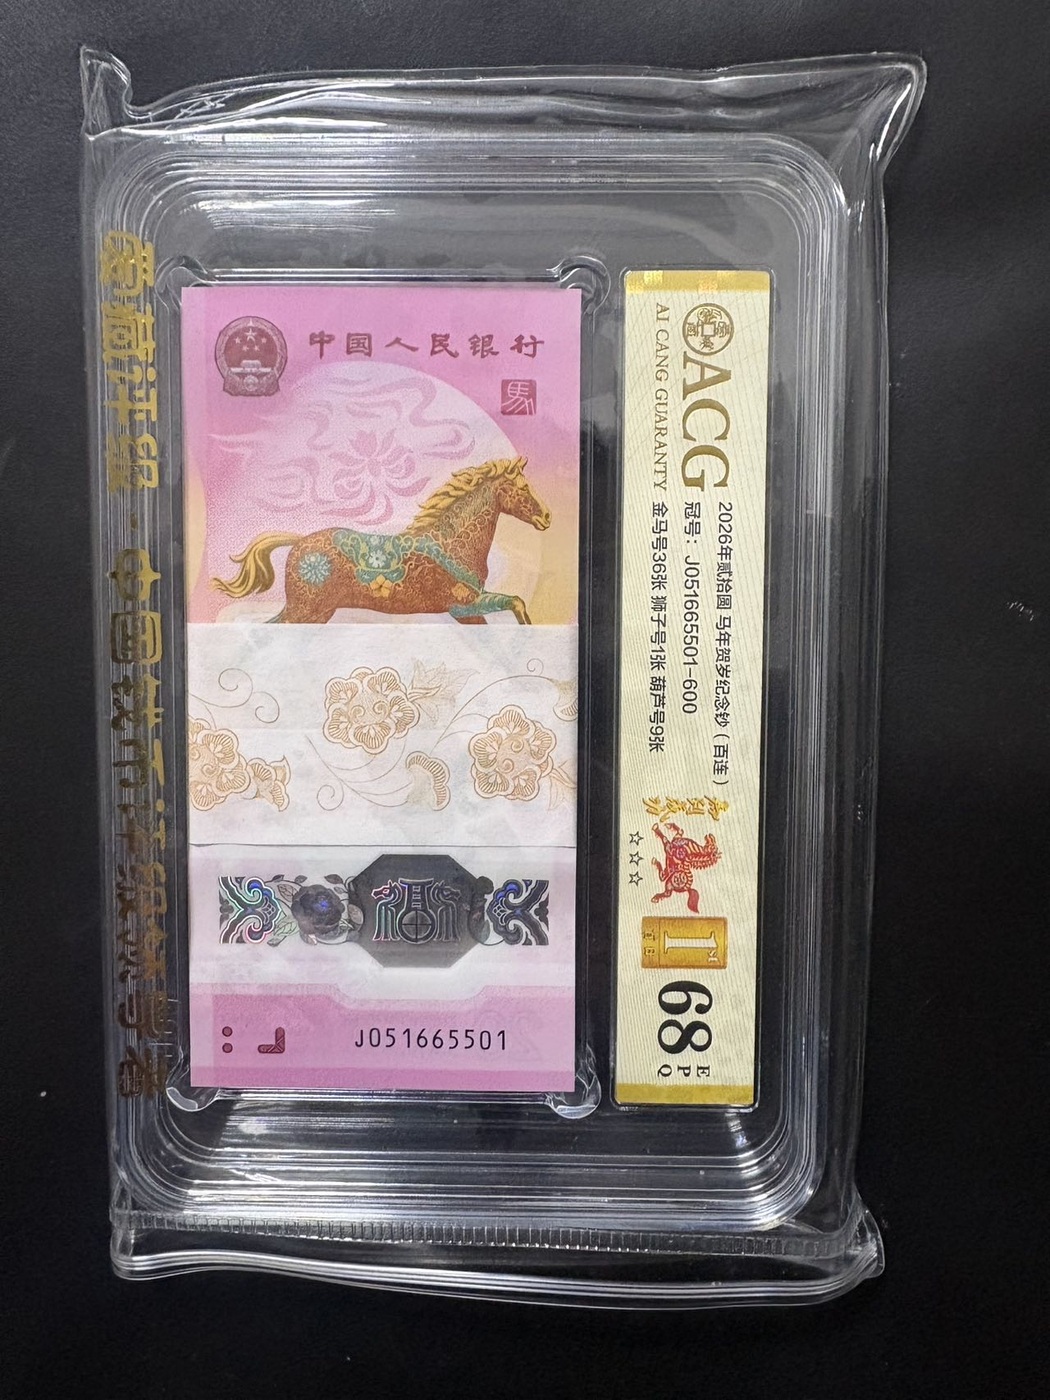 爱藏评级·中国钱币评级领导者
中国人民银行
馬
J051665501
ACG
AI CANG GUARANTY
2026年贰拾圆 马年贺岁纪念钞（百连）
冠号：J051665501-600
金马号36张 狮子号1张 葫芦号9张
☆☆☆
1st
68
EPQ